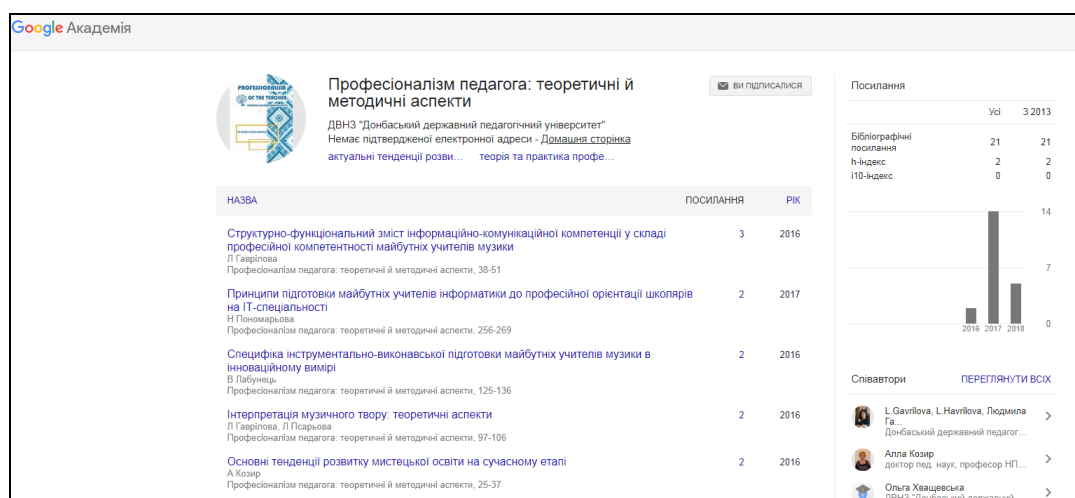 Google Академія
PROFESSIONALISM
OF THE TEACHER
Професіоналізм педагога: теоретичні й
методичні аспекти
ВИ ПІДПИСАЛИСЯ
ДВНЗ "Донбаський державний педагогічний університет"
Немає підтвердженої електронної адреси - Домашня сторінка
актуальні тенденції розви... теорія та практика профе...
НАЗВА ПОСИЛАННЯ РІК
Структурно-функціональний зміст інформаційно-комунікаційної компетенції у складі 3 2016
професійної компетентності майбутніх учителів музики
Л Гаврілова
Професіоналізм педагога: теоретичні й методичні аспекти, 38-51
Принципи підготовки майбутніх учителів інформатики до професійної орієнтації школярів 2 2017
на ІТ-спеціальності
Н Пономарьова
Професіоналізм педагога: теоретичні й методичні аспекти, 256-269
Специфіка інструментально-виконавської підготовки майбутніх учителів музики в 2 2016
інноваційному вимірі
В Лабунець
Професіоналізм педагога: теоретичні й методичні аспекти, 125-136
Інтерпретація музичного твору: теоретичні аспекти 2 2016
Л Гаврілова, Л Псарьова
Професіоналізм педагога: теоретичні й методичні аспекти, 97-106
Основні тенденції розвитку мистецької освіти на сучасному етапі 2 2016
А Козир
Професіоналізм педагога: теоретичні й методичні аспекти, 25-37
Посилання
Усі З 2013
Бібліографічні
посилання 21 21
h-індекс 2 2
i10-індекс 0 0
14
7
0
2016 2017 2018
Співавтори ПЕРЕГЛЯНУТИ ВСІХ
L.Gavrilova, L.Havrilova, Людмила
Га...
Донбаський державний педагог...
Алла Козир
доктор пед. наук, професор НП...
Ольга Хващевська
ДВНЗ "Донбаський державний